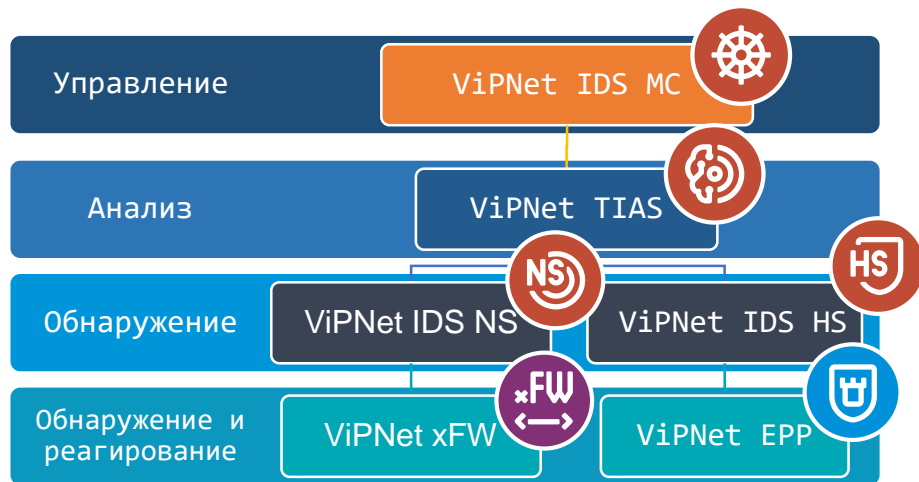 Управление
ViPNet IDS MC
Анализ
ViPNet TIAS
NS
HS
Обнаружение
ViPNet IDS NS
ViPNet IDS HS
xFW
Обнаружение и
реагирование
ViPNet xFW
ViPNet EPP